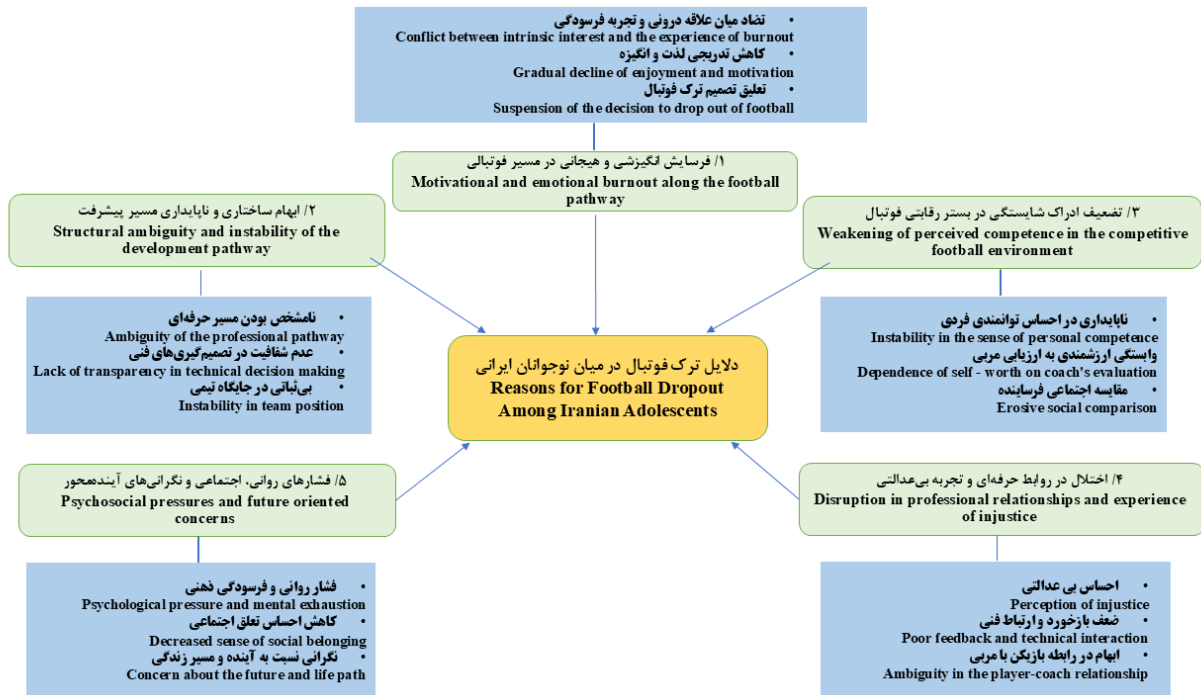 • تضاد میان علاقه درونی و تجربه فرسودگی
Conflict between intrinsic interest and the experience of burnout
• کاهش تدریجی لذت و انگیزه
Gradual decline of enjoyment and motivation
• تعلیق تصمیم ترک فوتبال
Suspension of the decision to drop out of football
۱/ فرسایش انگیزشی و هیجانی در مسیر فوتبالی
Motivational and emotional burnout along the football
pathway
۲/ ابهام ساختاری و ناپایداری مسیر پیشرفت
Structural ambiguity and instability of the
development pathway
۳/ تضعیف ادراک شایستگی در بستر رقابتی فوتبال
Weakening of perceived competence in the competitive
football environment
• نامشخص بودن مسیر حرفه‌ای
Ambiguity of the professional pathway
• عدم شفافیت در تصمیم‌گیری‌های فنی
Lack of transparency in technical decision making
• بی‌ثباتی در جایگاه تیمی
Instability in team position
دلایل ترک فوتبال در میان نوجوانان ایرانی
Reasons for Football Dropout
Among Iranian Adolescents
• ناپایداری در احساس توانمندی فردی
Instability in the sense of personal competence
• وابستگی ارزشمندی به ارزیابی مربی
Dependence of self - worth on coach's evaluation
• مقایسه اجتماعی فرساینده
Erosive social comparison
۵/ فشارهای روانی، اجتماعی و نگرانی‌های آینده‌محور
Psychosocial pressures and future oriented
concerns
۴/ اختلال در روابط حرفه‌ای و تجربه بی‌عدالتی
Disruption in professional relationships and experience
of injustice
• فشار روانی و فرسودگی ذهنی
Psychological pressure and mental exhaustion
• کاهش احساس تعلق اجتماعی
Decreased sense of social belonging
• نگرانی نسبت به آینده و مسیر زندگی
Concern about the future and life path
• احساس بی عدالتی
Perception of injustice
• ضعف بازخورد و ارتباط فنی
Poor feedback and technical interaction
• ابهام در رابطه بازیکن با مربی
Ambiguity in the player-coach relationship